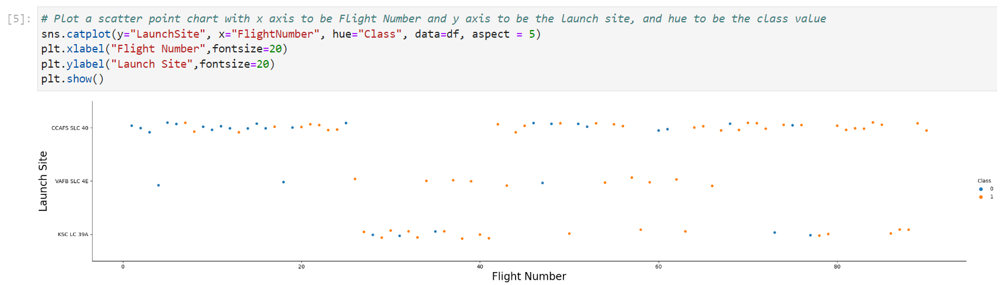 [5]: # Plot a scatter point chart with x axis to be Flight Number and y axis to be the launch site, and hue to be the class value
sns.catplot(y="LaunchSite", x="FlightNumber", hue="Class", data=df, aspect = 5)
plt.xlabel("Flight Number",fontsize=20)
plt.ylabel("Launch Site",fontsize=20)
plt.show()
Launch Site
CCAFS SLC 40
VAFB SLC 4E
KSC LC 39A
Class
0
1
0 20 40 60 80
Flight Number